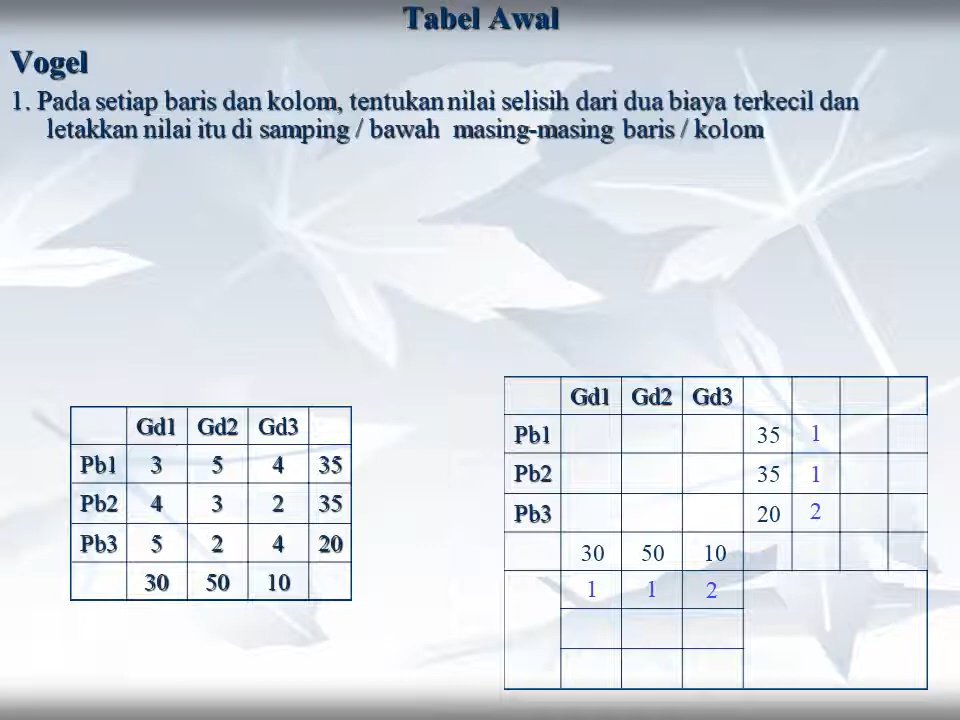 Tabel Awal
Vogel
1. Pada setiap baris dan kolom, tentukan nilai selisih dari dua biaya terkecil dan
letakkan nilai itu di samping / bawah masing-masing baris / kolom
Gd1 Gd2 Gd3
Pb1 3 5 4 35
Pb2 4 3 2 35
Pb3 5 2 4 20
30 50 10
Gd1 Gd2 Gd3
Pb1 35 1
Pb2 35 1
Pb3 20 2
30 50 10
1 1 2